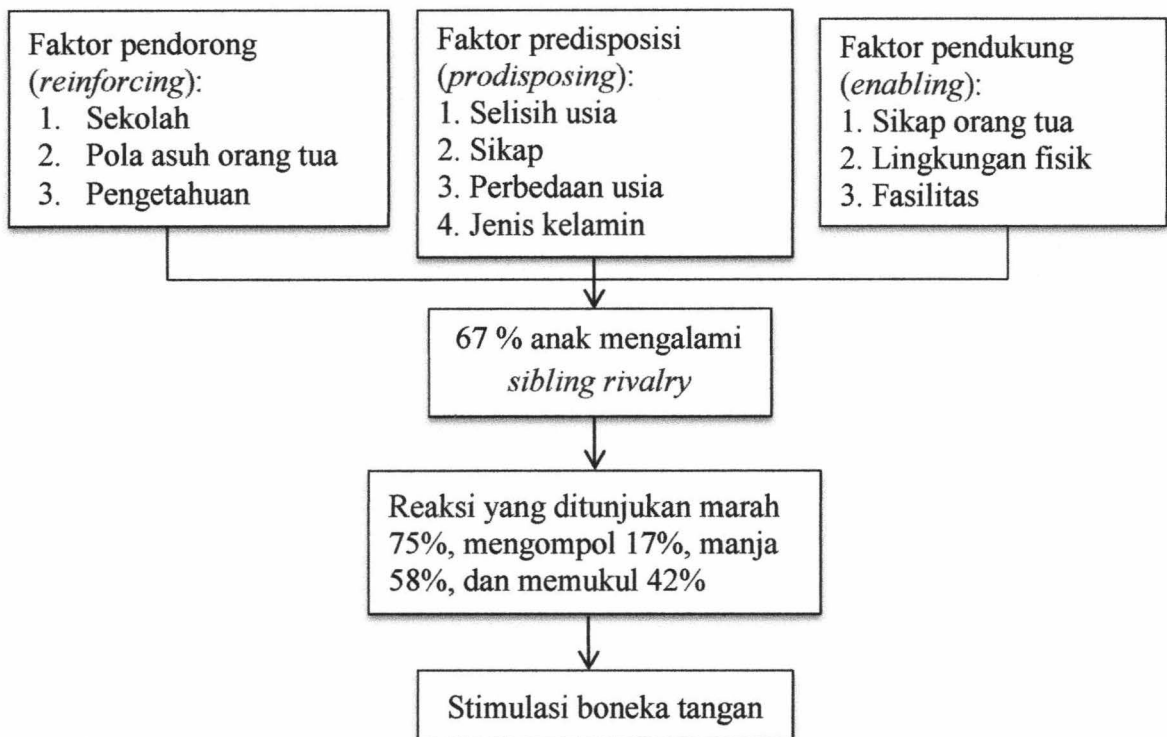 Faktor pendorong
(reinforcing):
1. Sekolah
2. Pola asuh orang tua
3. Pengetahuan
Faktor predisposisi
(prodisposing):
1. Selisih usia
2. Sikap
3. Perbedaan usia
4. Jenis kelamin
Faktor pendukung
(enabling):
1. Sikap orang tua
2. Lingkungan fisik
3. Fasilitas
67 % anak mengalami
sibling rivalry
Reaksi yang ditunjukan marah
75%, mengompol 17%, manja
58%, dan memukul 42%
Stimulasi boneka tangan